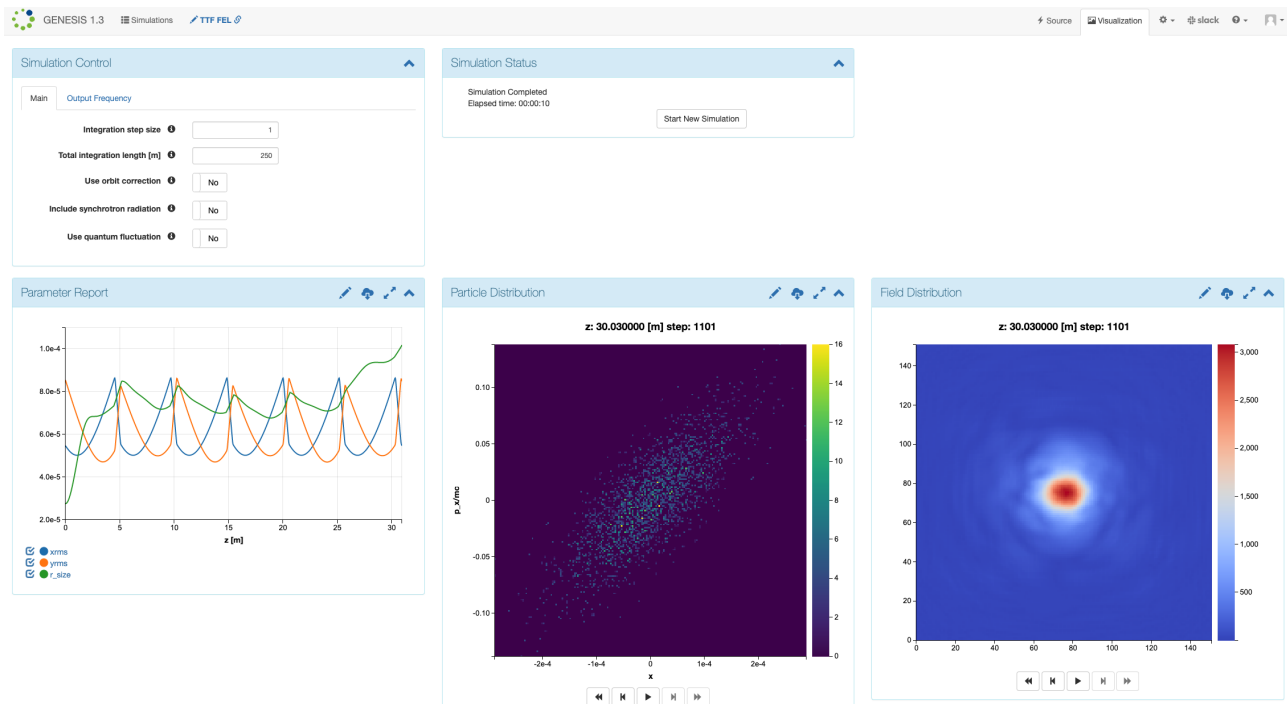 GENESIS 1.3 Simulations TTF FEL Source Visualization slack
Simulation Control
Main Output Frequency
Integration step size 1
Total integration length [m] 250
Use orbit correction No
Include synchrotron radiation No
Use quantum fluctuation No
Simulation Status
Simulation Completed
Elapsed time: 00:00:10
Start New Simulation
Parameter Report
1.0e-4
8.0e-5
6.0e-5
4.0e-5
2.0e-5
0 5 10 15 20 25 30
z [m]
xrms
yrms
r_size
Particle Distribution
z: 30.030000 [m] step: 1101
p_x/mc
0.10
0.05
0
-0.05
-0.10
-2e-4 -1e-4 0 1e-4 2e-4
x
16
14
12
10
8
6
4
2
0
Field Distribution
z: 30.030000 [m] step: 1101
140
120
100
80
60
40
20
0
0 20 40 60 80 100 120 140
3,000
2,500
2,000
1,500
1,000
500